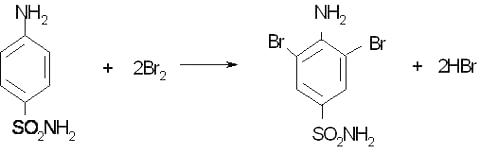 NH₂
+ 2Br₂
SO₂NH₂
NH₂
Br Br
SO₂NH₂
+ 2HBr